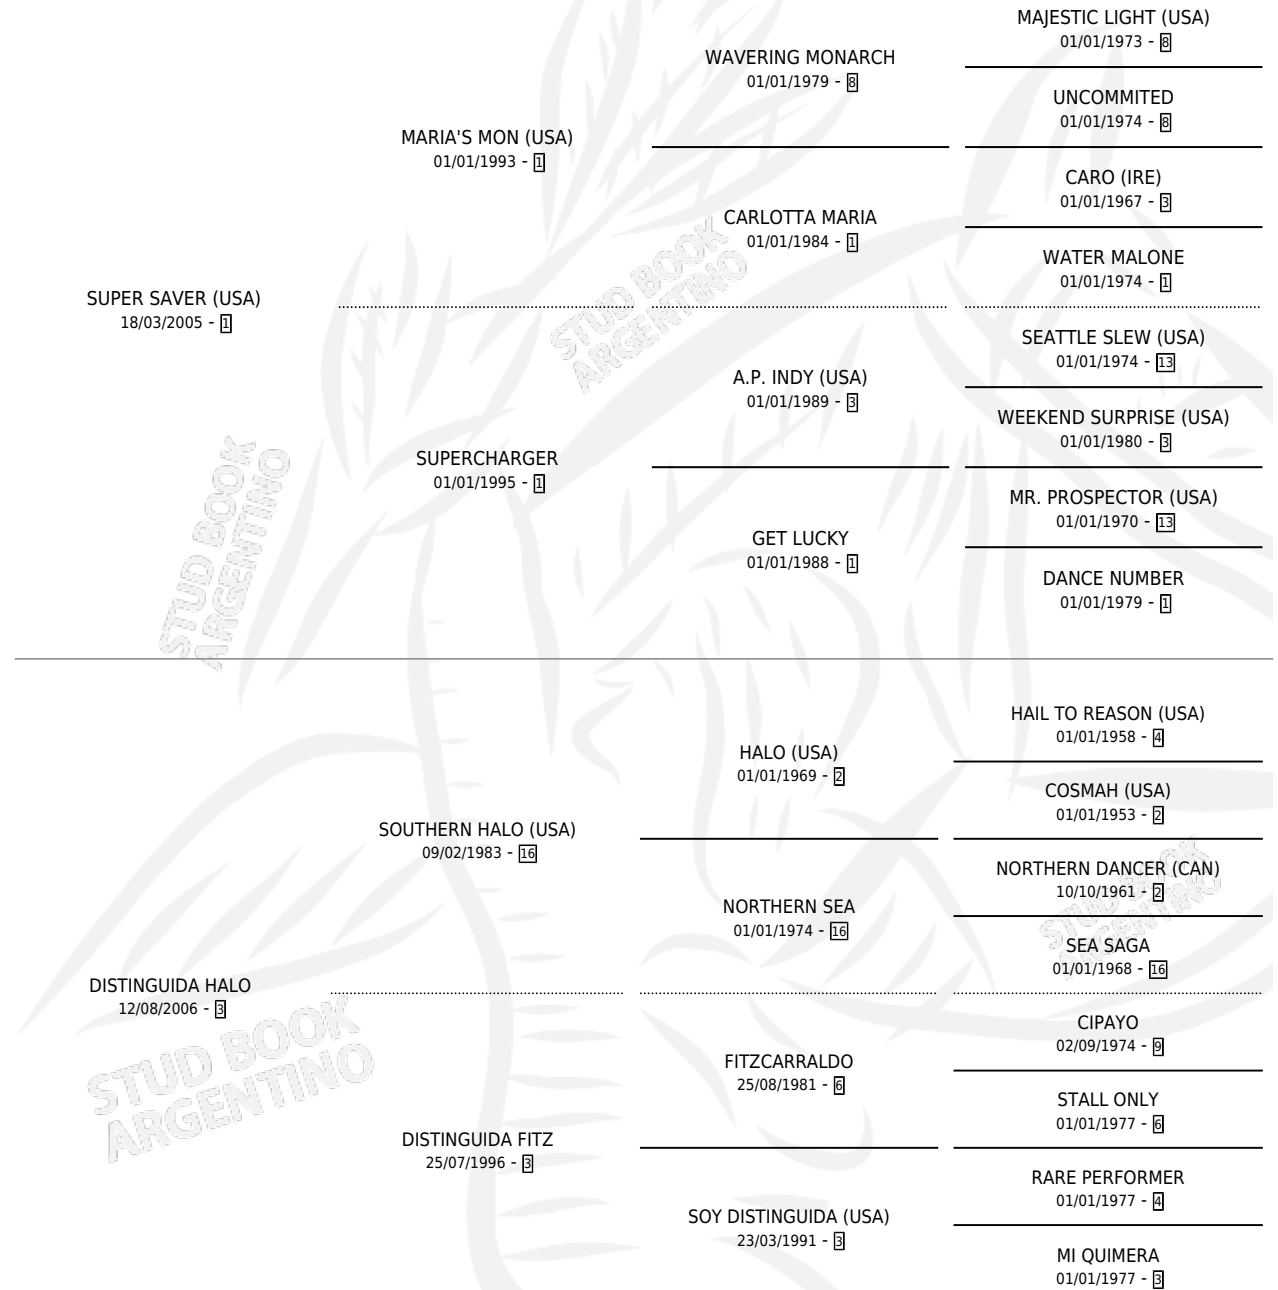 MAJESTIC LIGHT (USA)
01/01/1973 - 8
WAVERING MONARCH
01/01/1979 - 8
UNCOMMITED
01/01/1974 - 8
MARIA'S MON (USA)
01/01/1993 - 1
CARO (IRE)
01/01/1967 - 3
CARLOTTA MARIA
01/01/1984 - 1
WATER MALONE
01/01/1974 - 1
SUPER SAVER (USA)
18/03/2005 - 1
STUD BOOK
ARGENTINO
SEATTLE SLEW (USA)
01/01/1974 - 13
A.P. INDY (USA)
01/01/1989 - 3
WEEKEND SURPRISE (USA)
01/01/1980 - 3
SUPERCHARGER
01/01/1995 - 1
MR. PROSPECTOR (USA)
01/01/1970 - 13
GET LUCKY
01/01/1988 - 1
DANCE NUMBER
01/01/1979 - 1
STUD BOOK
ARGENTINO
HAIL TO REASON (USA)
01/01/1958 - 4
HALO (USA)
01/01/1969 - 2
COSMAH (USA)
01/01/1953 - 2
SOUTHERN HALO (USA)
09/02/1983 - 16
NORTHERN DANCER (CAN)
10/10/1961 - 2
NORTHERN SEA
01/01/1974 - 16
STUD BOOK
ARGENTINO
SEA SAGA
01/01/1968 - 16
DISTINGUIDA HALO
12/08/2006 - 3
CIPAYO
02/09/1974 - 9
FITZCARRALDO
25/08/1981 - 6
STALL ONLY
01/01/1977 - 6
STUD BOOK
ARGENTINO
DISTINGUIDA FITZ
25/07/1996 - 3
RARE PERFORMER
01/01/1977 - 4
SOY DISTINGUIDA (USA)
23/03/1991 - 3
MI QUIMERA
01/01/1977 - 3